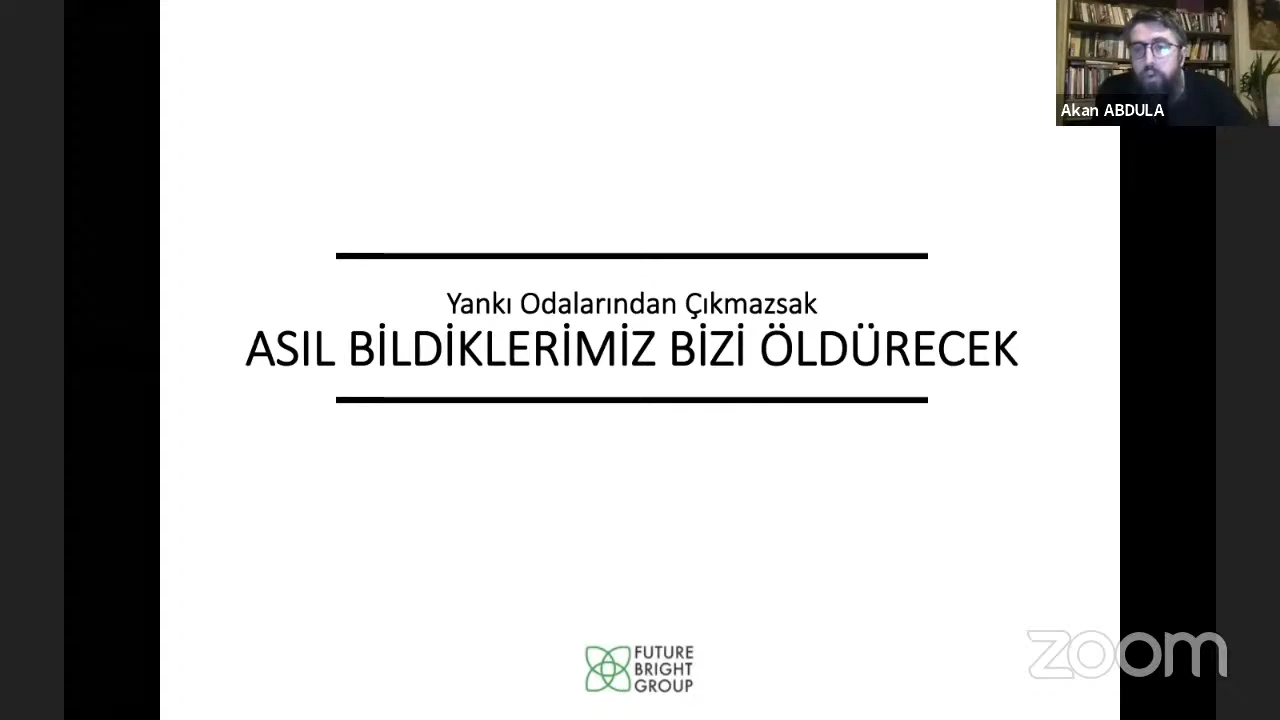 Akan ABDULA
Yankı Odalarından Çıkmazsak
ASIL BİLDİKLERİMİZ BİZİ ÖLDÜRECEK
FUTURE
BRIGHT
GROUP
zoom